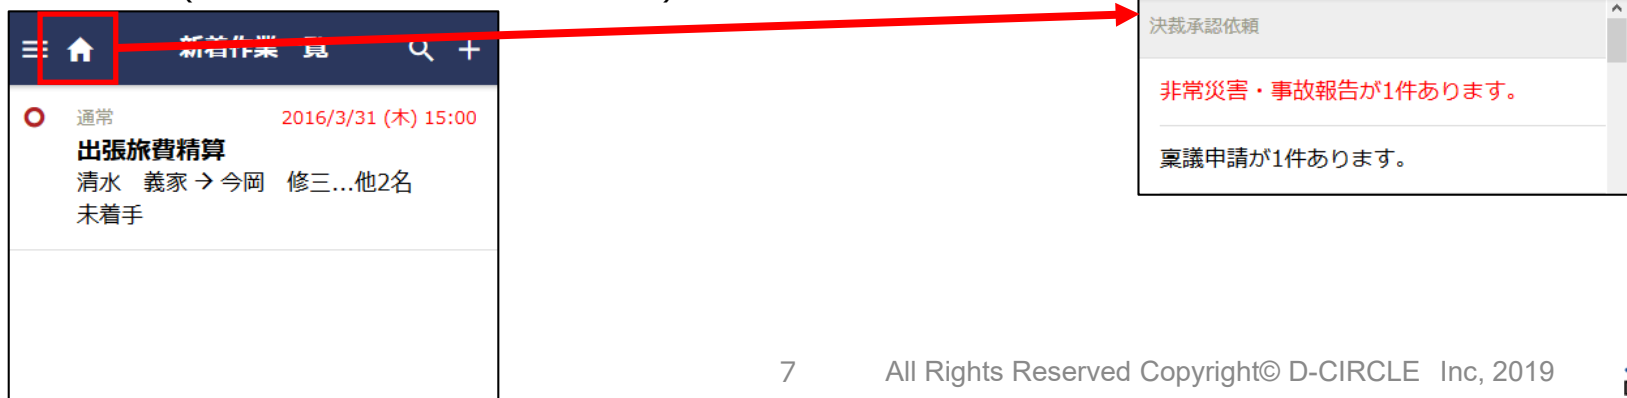 新着作業一覧
通常 2016/3/31 (木) 15:00
出張旅費精算
清水 義家 → 今岡 修三...他2名
未着手
決裁承認依頼
非常災害・事故報告が1件あります。
稟議申請が1件あります。
7 All Rights Reserved Copyright© D-CIRCLE Inc, 2019